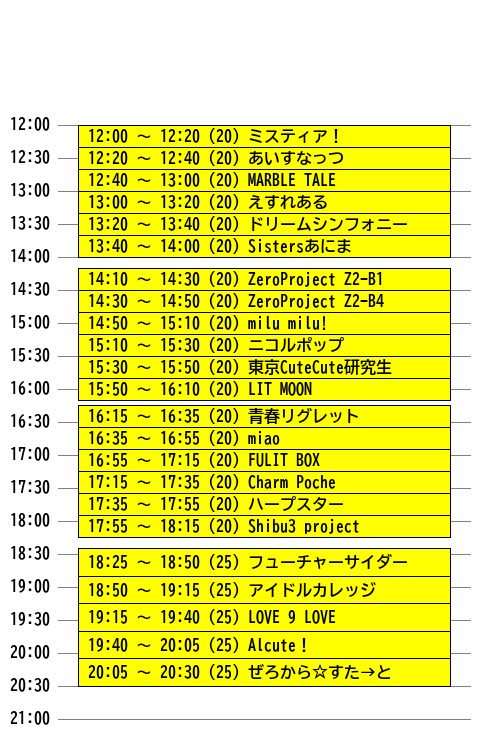 12:00
12:00 ～ 12:20 (20) ミスティア！
12:20 ～ 12:40 (20) あいすなっつ
12:30
12:40 ～ 13:00 (20) MARBLE TALE
13:00
13:00 ～ 13:20 (20) えすれある
13:20 ～ 13:40 (20) ドリームシンフォニー
13:30
13:40 ～ 14:00 (20) Sistersあにま
14:00
14:10 ～ 14:30 (20) ZeroProject Z2-B1
14:30
14:30 ～ 14:50 (20) ZeroProject Z2-B4
14:50 ～ 15:10 (20) milu milu!
15:00
15:10 ～ 15:30 (20) ニコルポップ
15:30
15:30 ～ 15:50 (20) 東京CuteCute研究生
15:50 ～ 16:10 (20) LIT MOON
16:00
16:15 ～ 16:35 (20) 青春リグレット
16:30
16:35 ～ 16:55 (20) miao
16:55 ～ 17:15 (20) FULIT BOX
17:00
17:15 ～ 17:35 (20) Charm Poche
17:30
17:35 ～ 17:55 (20) ハープスター
17:55 ～ 18:15 (20) Shibu3 project
18:00
18:30
18:25 ～ 18:50 (25) フューチャーサイダー
18:50 ～ 19:15 (25) アイドルカレッジ
19:00
19:15 ～ 19:40 (25) LOVE 9 LOVE
19:30
19:40 ～ 20:05 (25) Alcute！
20:00
20:05 ～ 20:30 (25) ぜろから☆すた→と
20:30
21:00